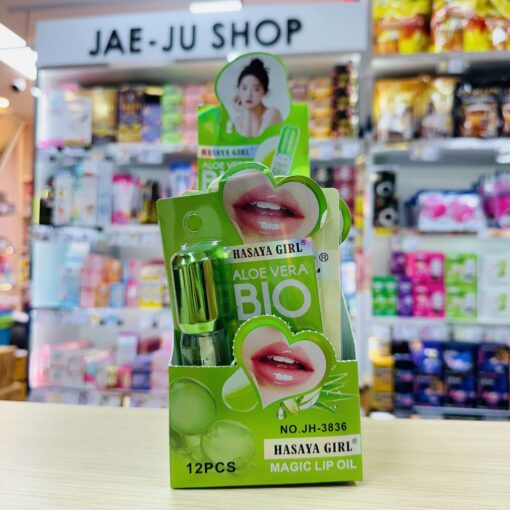 JAE-JU SHOP
HASAYA GIRL®
ALOE VERA
HASAYA GIRL®
ALOE VERA
BIO
NO.JH-3836
HASAYA GIRL®
12PCS
MAGIC LIP OIL